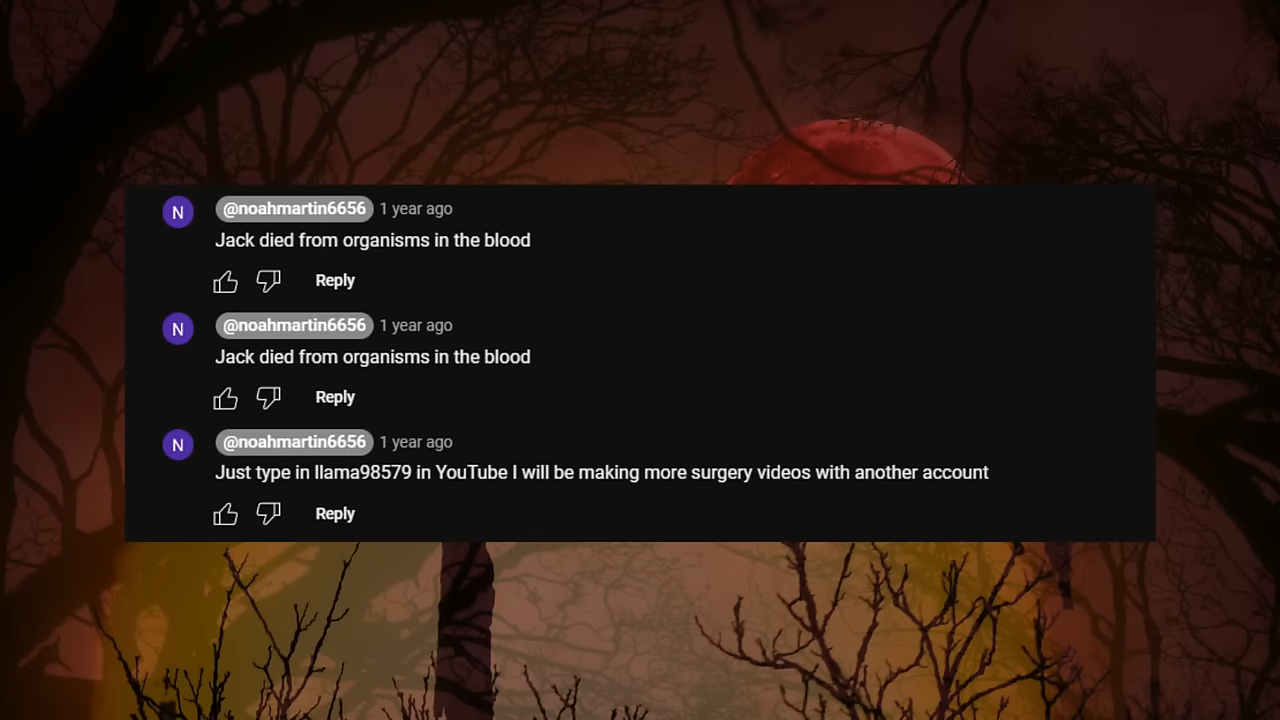 N @noahmartin6656 1 year ago
Jack died from organisms in the blood
Reply
N @noahmartin6656 1 year ago
Jack died from organisms in the blood
Reply
N @noahmartin6656 1 year ago
Just type in llama98579 in YouTube I will be making more surgery videos with another account
Reply